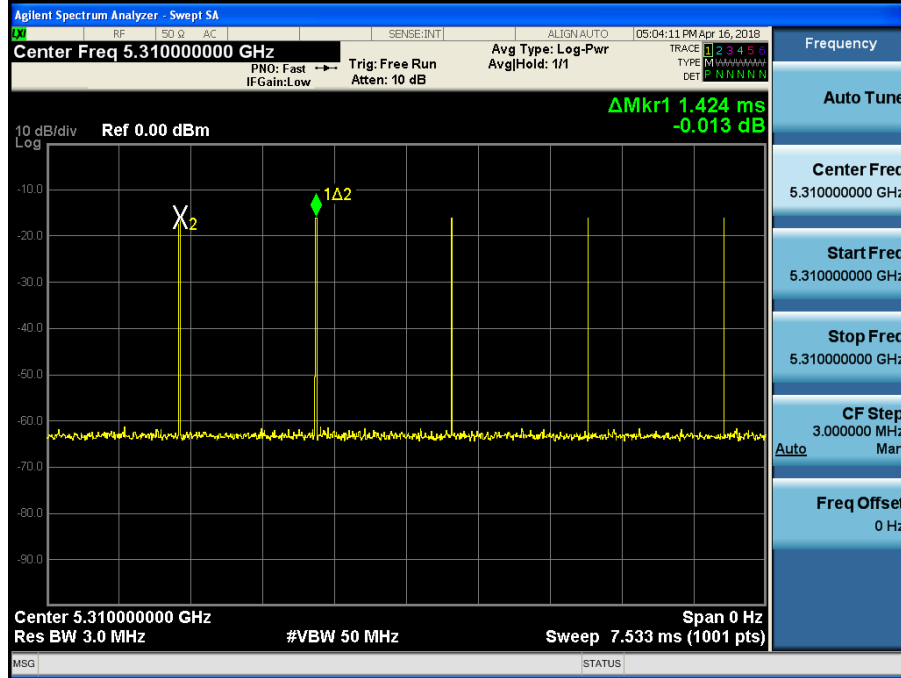 Agilent Spectrum Analyzer - Swept SA
LXI RF 50 Ω AC SENSE:INT ALIGN AUTO 05:04:11 PM Apr 16, 2018
Center Freq 5.310000000 GHz
PNO: Fast
IFGain:Low
Trig: Free Run
Atten: 10 dB
Avg Type: Log-Pwr
Avg|Hold: 1/1
TRACE 1 2 3 4 5 6
TYPE M WWWWW
DET P N N N N N
ΔMkr1 1.424 ms
-0.013 dB
10 dB/div Ref 0.00 dBm
Log
-10.0
-20.0
-30.0
-40.0
-50.0
-60.0
-70.0
-80.0
-90.0
X2
1Δ2
Center 5.310000000 GHz Span 0 Hz
Res BW 3.0 MHz #VBW 50 MHz Sweep 7.533 ms (1001 pts)
MSG STATUS
Frequency
Auto Tune
Center Freq
5.310000000 GHz
Start Freq
5.310000000 GHz
Stop Freq
5.310000000 GHz
CF Step
3.000000 MHz
Auto Man
Freq Offset
0 Hz